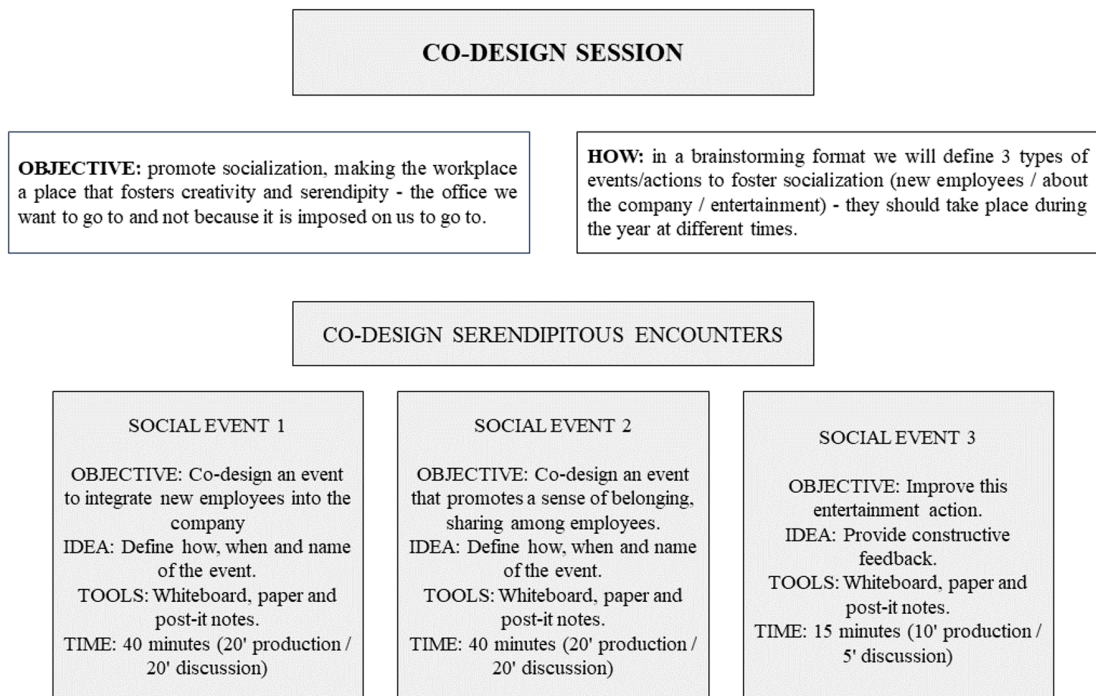 CO-DESIGN SESSION
OBJECTIVE: promote socialization, making the workplace
a place that fosters creativity and serendipity - the office we
want to go to and not because it is imposed on us to go to.
HOW: in a brainstorming format we will define 3 types of
events/actions to foster socialization (new employees / about
the company / entertainment) - they should take place during
the year at different times.
CO-DESIGN SERENDIPITOUS ENCOUNTERS
SOCIAL EVENT 1
OBJECTIVE: Co-design an event
to integrate new employees into the
company
IDEA: Define how, when and name
of the event.
TOOLS: Whiteboard, paper and
post-it notes.
TIME: 40 minutes (20' production /
20' discussion)
SOCIAL EVENT 2
OBJECTIVE: Co-design an event
that promotes a sense of belonging,
sharing among employees.
IDEA: Define how, when and name
of the event.
TOOLS: Whiteboard, paper and
post-it notes.
TIME: 40 minutes (20' production /
20' discussion)
SOCIAL EVENT 3
OBJECTIVE: Improve this
entertainment action.
IDEA: Provide constructive
feedback.
TOOLS: Whiteboard, paper and
post-it notes.
TIME: 15 minutes (10' production /
5' discussion)